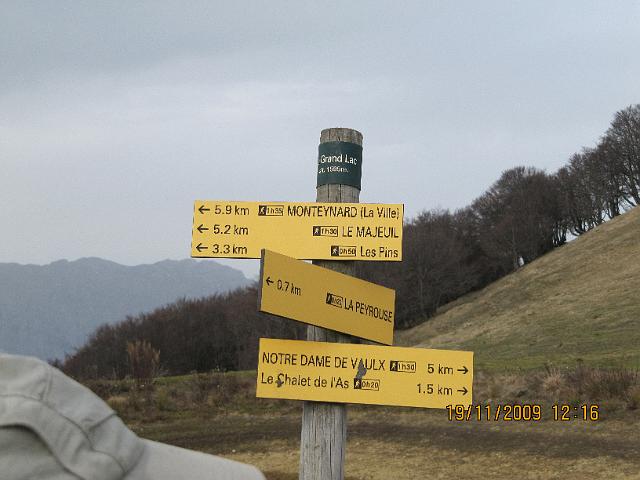 Grand Lac
alt. 1585m.
← 5.9 km 1h35 MONTEYNARD (La Ville)
← 5.2 km 1h30 LE MAJEUIL
← 3.3 km 0h50 Les Pins
← 0.7 km LA PEYROUSE
NOTRE DAME DE VAULX 1h30 5 km →
Le Chalet de l'As 0h20 1.5 km →
19/11/2009 12:16